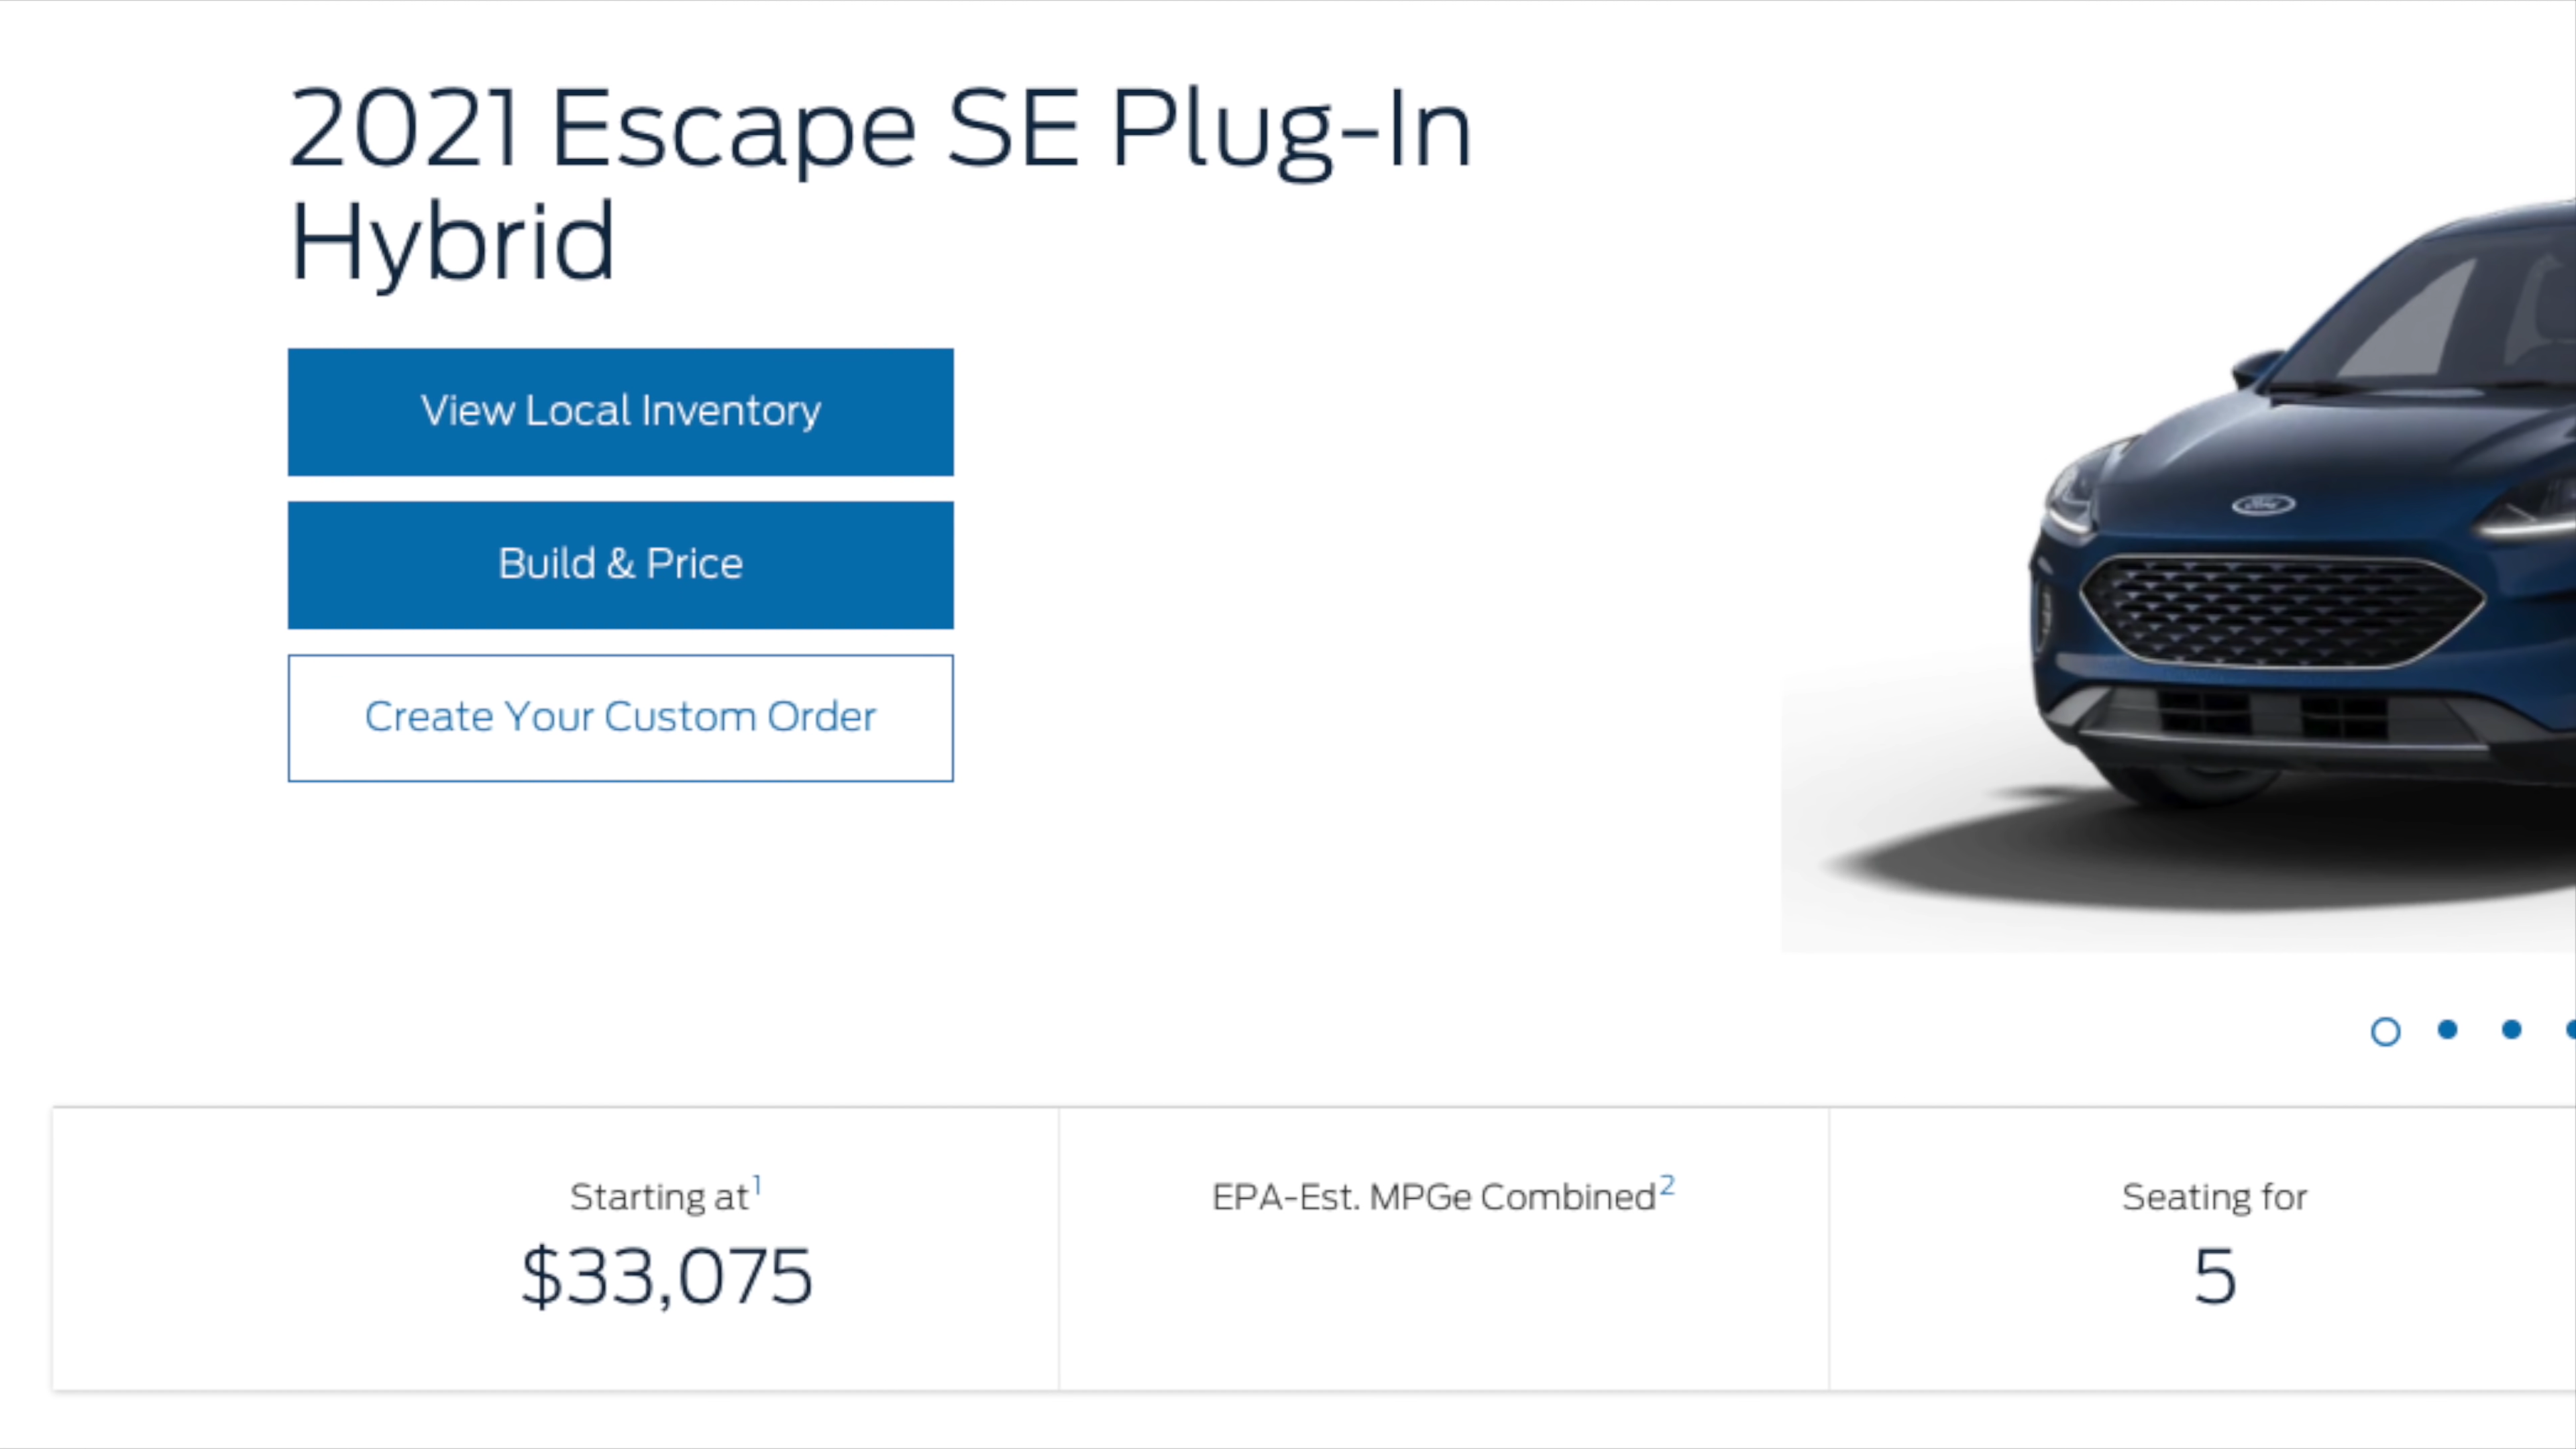 2021 Escape SE Plug-In
Hybrid
View Local Inventory
Build & Price
Create Your Custom Order
Ford
Starting at1
$33,075
EPA-Est. MPGe Combined2
Seating for
5